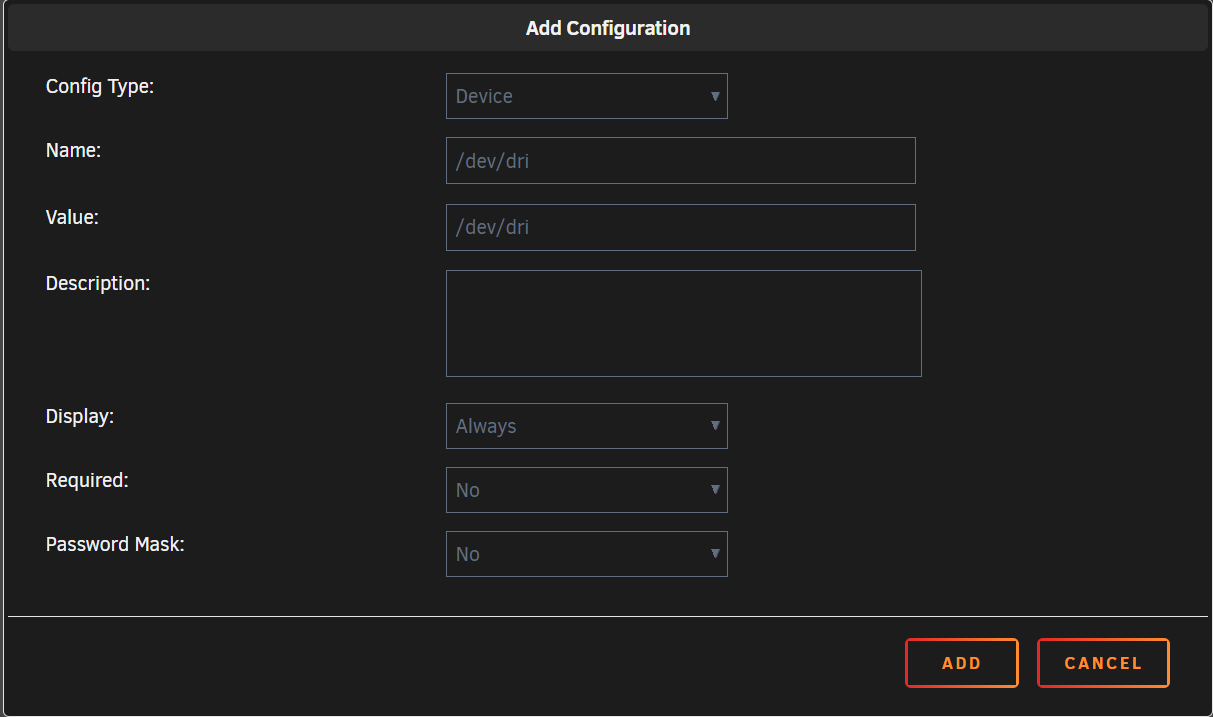 Add Configuration
Config Type:
Device
Name:
/dev/dri
Value:
/dev/dri
Description:
Display:
Always
Required:
No
Password Mask:
No
ADD
CANCEL